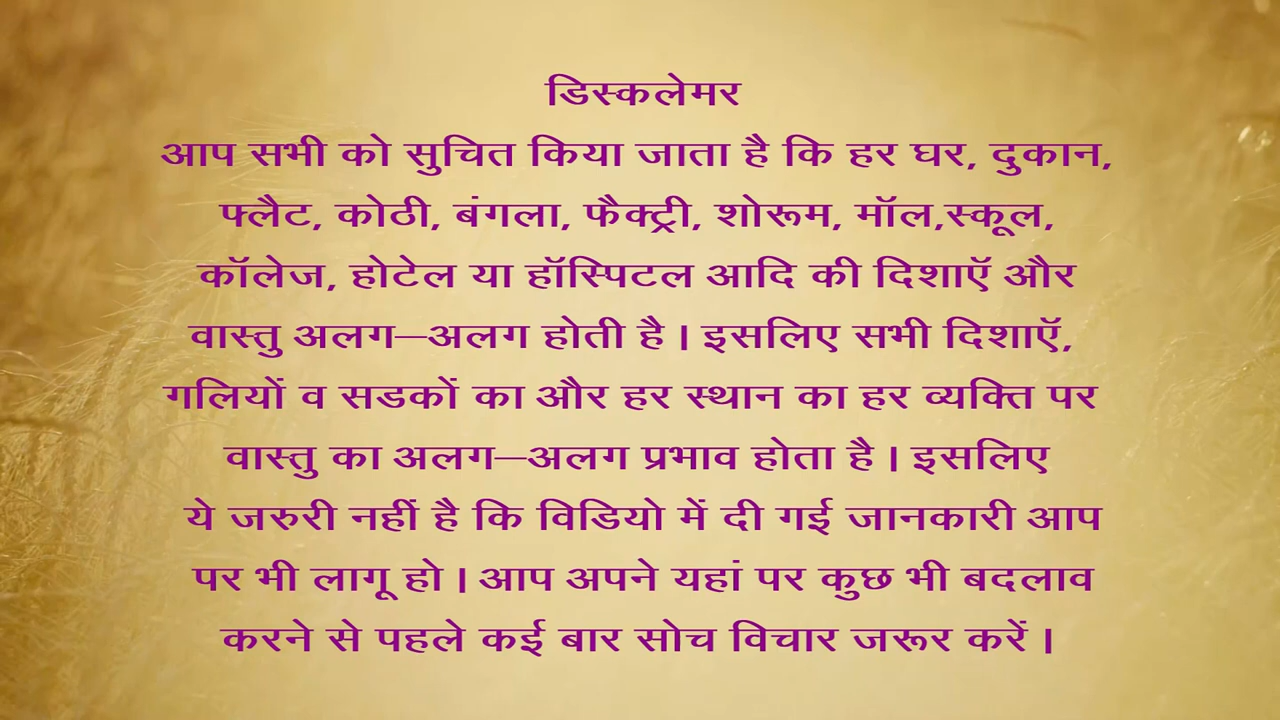 डिस्कलेमर
आप सभी को सुचित किया जाता है कि हर घर, दुकान,
फ्लैट, कोठी, बंगला, फैक्ट्री, शोरूम, मॉल,स्कूल,
कॉलेज, होटेल या हॉस्पिटल आदि की दिशाऍ और
वास्तु अलग–अलग होती है । इसलिए सभी दिशाऍ,
गलियों व सडकों का और हर स्थान का हर व्यक्ति पर
वास्तु का अलग–अलग प्रभाव होता है । इसलिए
ये जरुरी नहीं है कि विडियो में दी गई जानकारी आप
पर भी लागू हो । आप अपने यहां पर कुछ भी बदलाव
करने से पहले कई बार सोच विचार जरूर करें ।